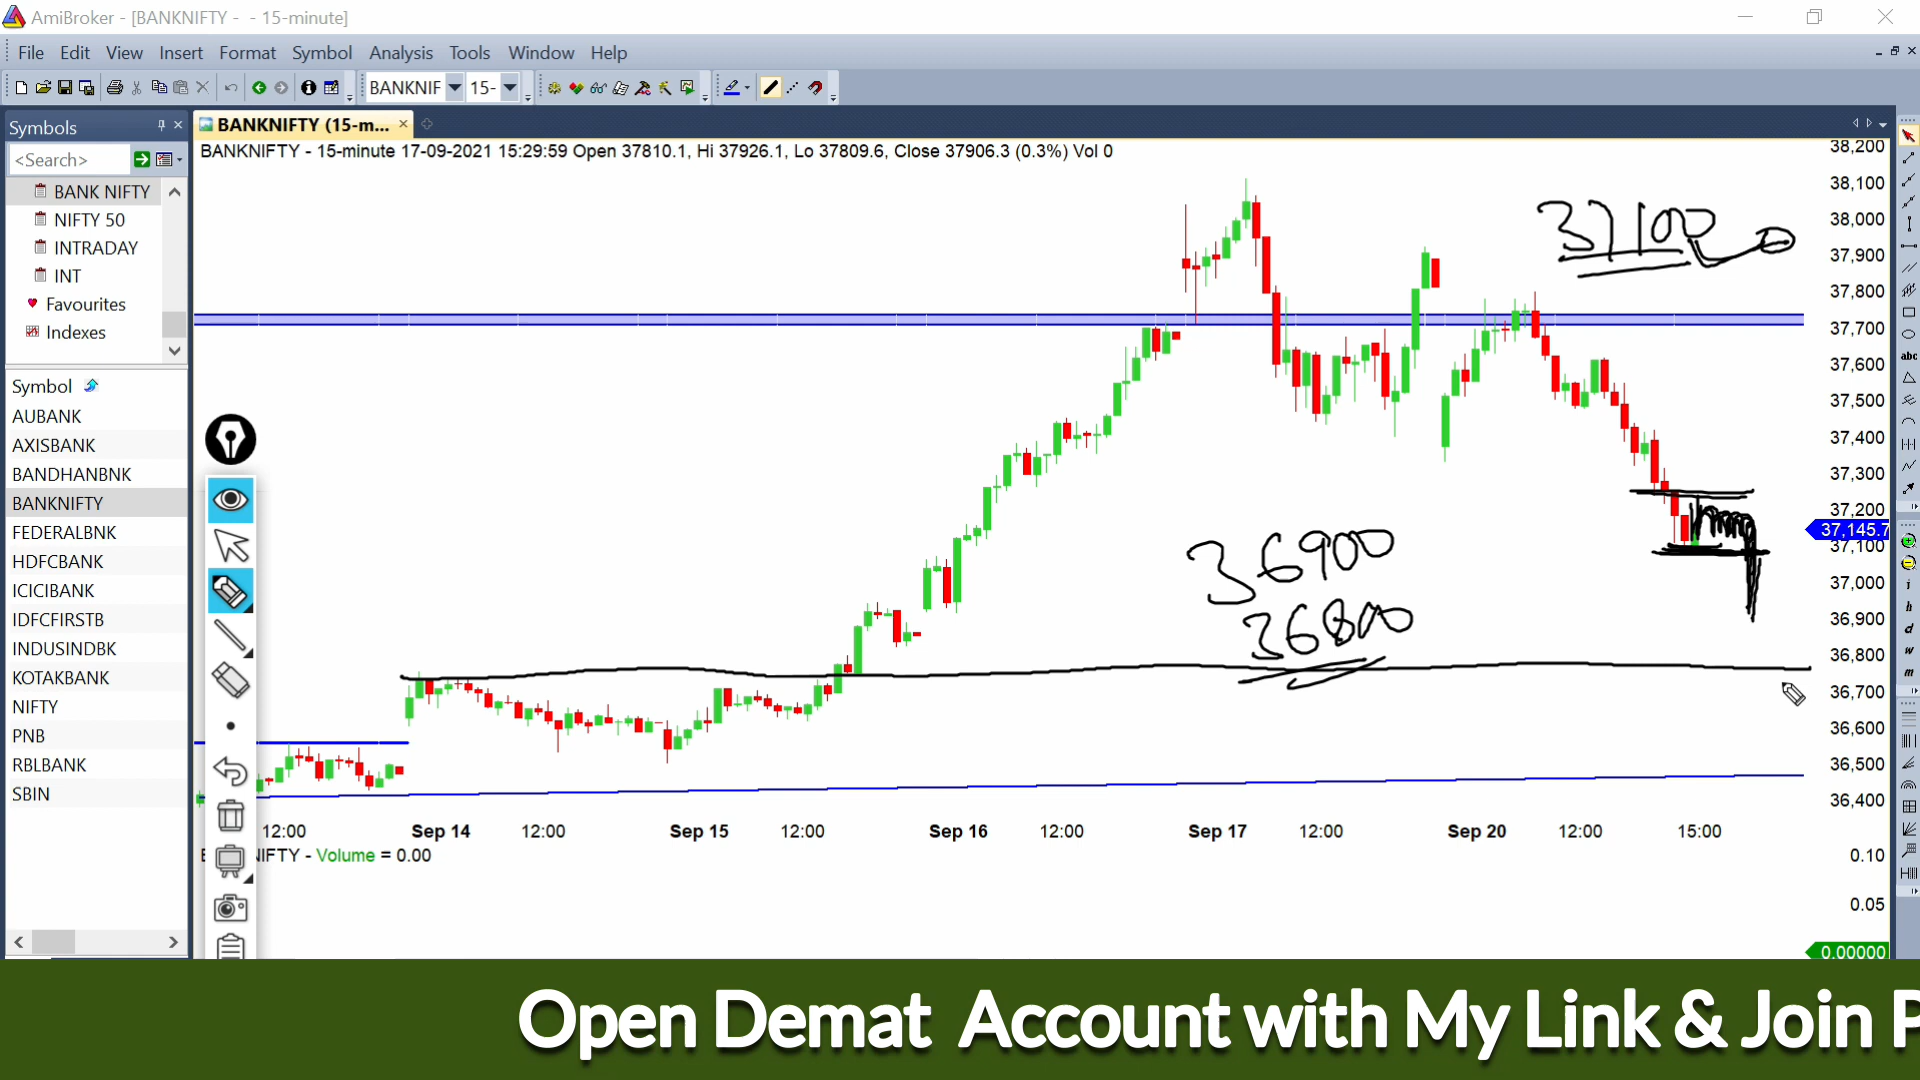 AmiBroker - [BANKNIFTY - - 15-minute]
File Edit View Insert Format Symbol Analysis Tools Window Help
BANKNIF 15-
Symbols
BANKNIFTY (15-m...
<Search>
BANKNIFTY - 15-minute 17-09-2021 15:29:59 Open 37810.1, Hi 37926.1, Lo 37809.6, Close 37906.3 (0.3%) Vol 0
BANK NIFTY
NIFTY 50
INTRADAY
INT
Favourites
Indexes
Symbol
AUBANK
AXISBANK
BANDHANBNK
BANKNIFTY
FEDERALBNK
HDFCBANK
ICICIBANK
IDFCFIRSTB
INDUSINDBK
KOTAKBANK
NIFTY
PNB
RBLBANK
SBIN
37100
36900
36800
38,200
38,100
38,000
37,900
37,800
37,700
37,600
37,500
37,400
37,300
37,200
37,145.7
37,100
37,000
36,900
36,800
36,700
36,600
36,500
36,400
abc
i
h
d
w
m
12:00 Sep 14 12:00 Sep 15 12:00 Sep 16 12:00 Sep 17 12:00 Sep 20 12:00 15:00
NIFTY - Volume = 0.00
0.10
0.05
0.00000
Open Demat Account with My Link & Join P